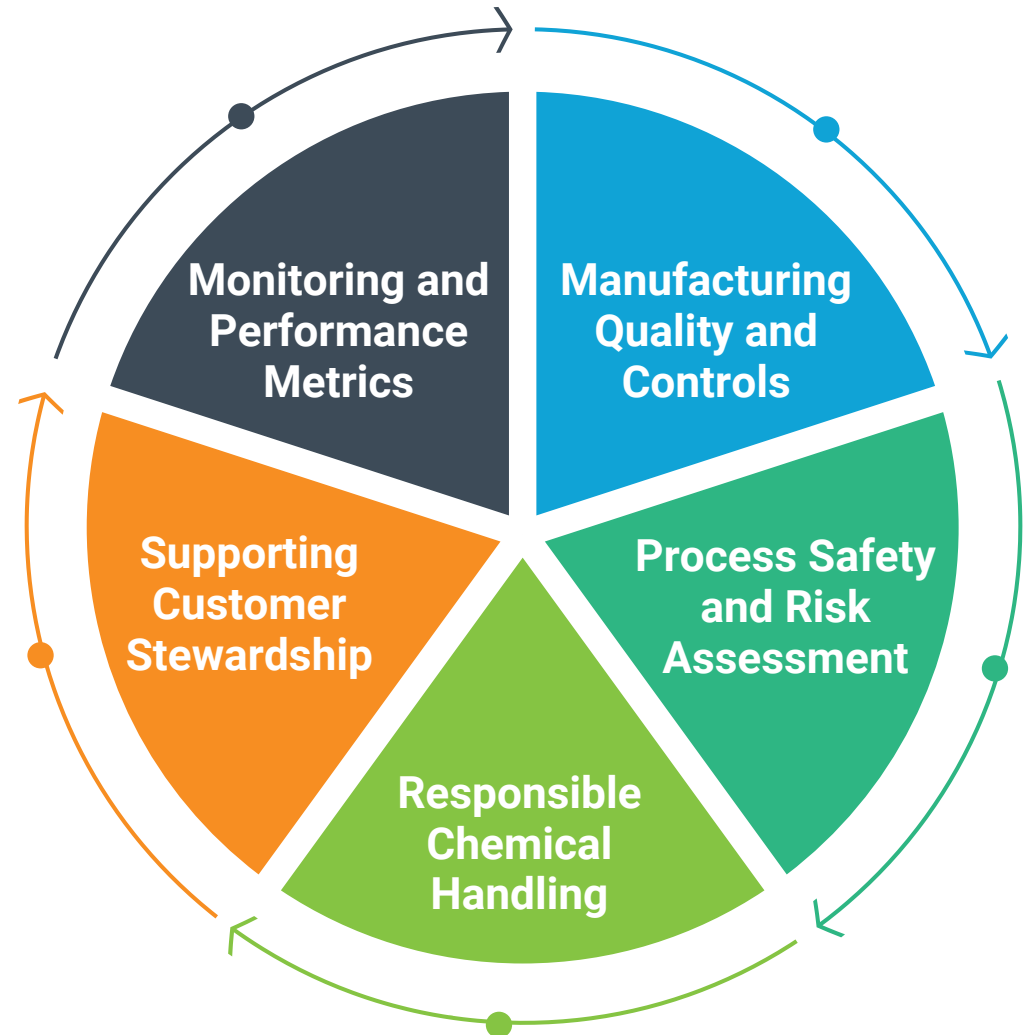 Monitoring and
Performance
Metrics
Manufacturing
Quality and
Controls
Process Safety
and Risk
Assessment
Responsible
Chemical
Handling
Supporting
Customer
Stewardship